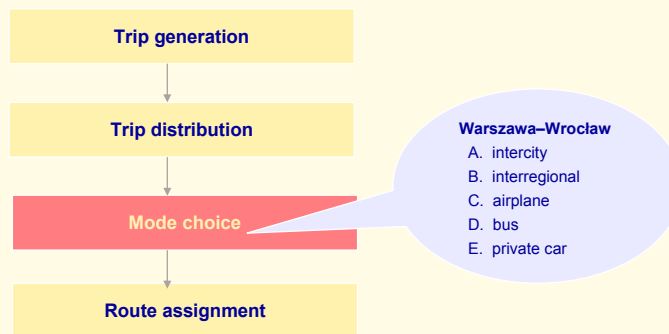 Trip generation
Trip distribution
Mode choice
Route assignment
Warszawa–Wrocław
A. intercity
B. interregional
C. airplane
D. bus
E. private car